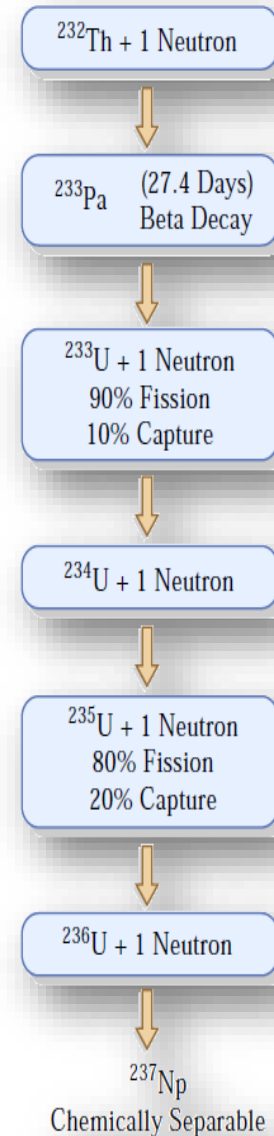 ²³²Th + 1 Neutron
²³³Pa (27.4 Days)
Beta Decay
²³³U + 1 Neutron
90% Fission
10% Capture
²³⁴U + 1 Neutron
²³⁵U + 1 Neutron
80% Fission
20% Capture
²³⁶U + 1 Neutron
²³⁷Np
Chemically Separable